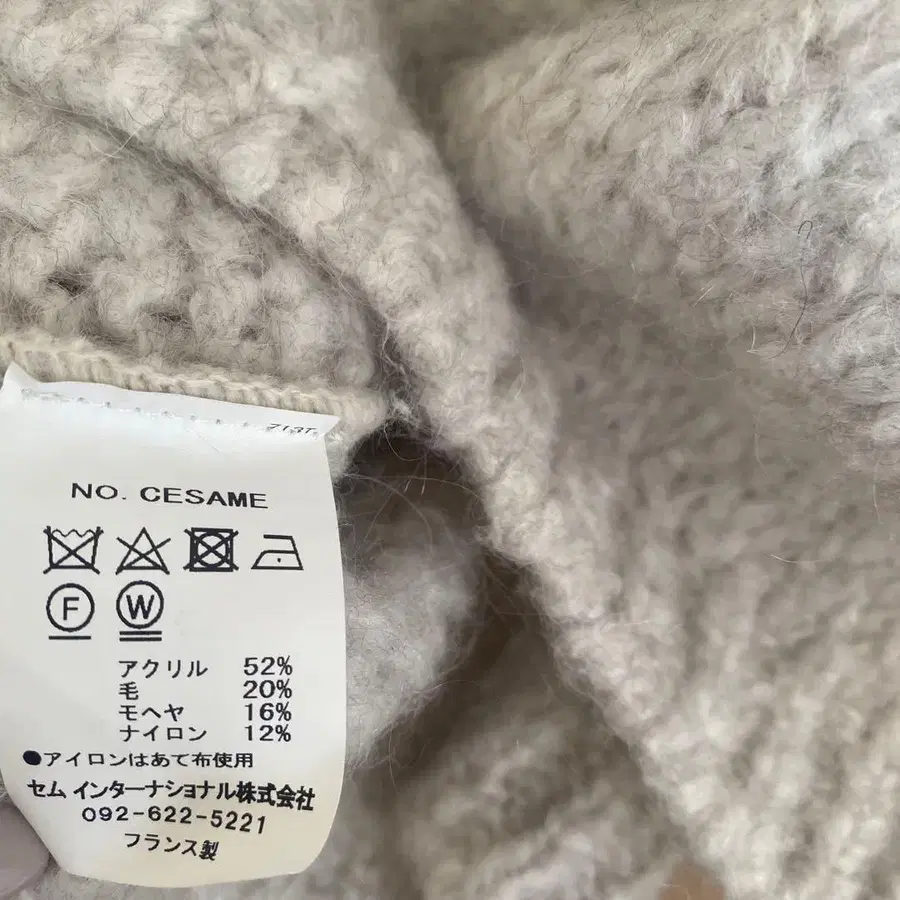 NO. CESAME
F W
アクリル 52%
毛 20%
モヘヤ 16%
ナイロン 12%
●アイロンはあて布使用
セム インターナショナル株式会社
092-622-5221
フランス製